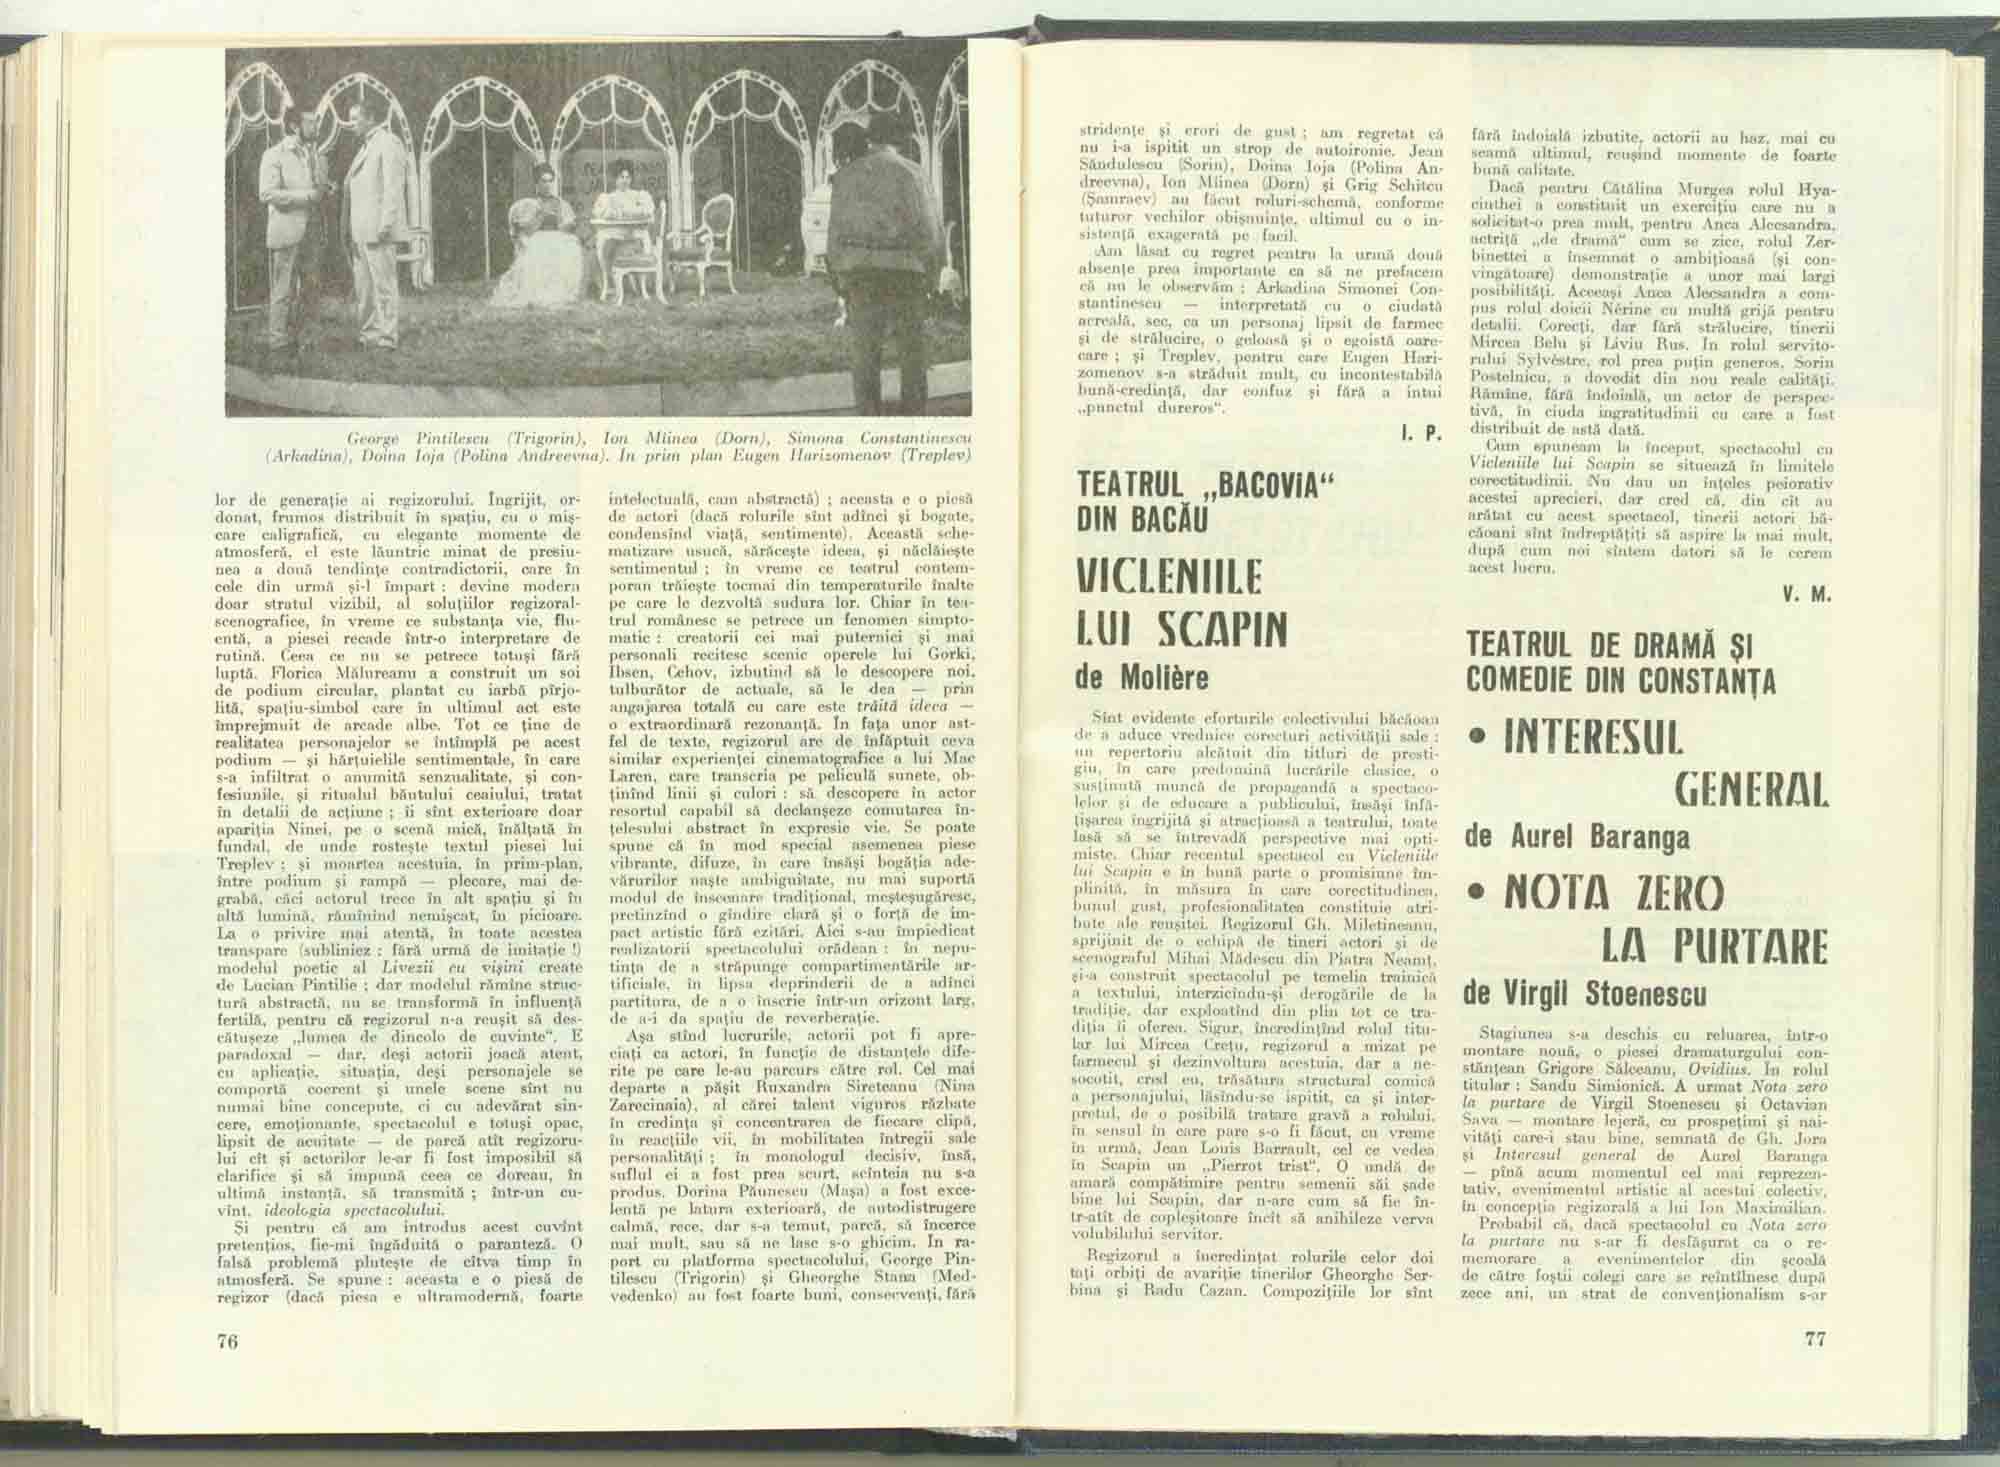 George Pintilescu (Trigorin), Ion Mîinea (Dorn), Simona Constantinescu
(Arkadina), Doina Ioja (Polina Andreevna). În prim plan Eugen Harizomenov (Treplev)
lor de generație ai regizorului. Îngrijit, or-
donat, frumos distribuit în spațiu, cu o miș-
care caligrafică, cu elegante momente de
atmosferă, el este lăuntric minat de presiu-
nea a două tendințe contradictorii, care în
cele din urmă și-l împart : devine modern
doar stratul vizibil, al soluțiilor regizoral-
scenografice, în vreme ce substanța vie, flu-
entă, a piesei recade într-o interpretare de
rutină. Ceea ce nu se petrece totuși fără
luptă. Florica Mălureanu a construit un soi
de podium circular, plantat cu iarbă pîrjo-
lită, spațiu-simbol care în ultimul act este
împrejmuit de arcade albe. Tot ce ține de
realitatea personajelor se întîmplă pe acest
podium — și hărțuielile sentimentale, în care
s-a infiltrat o anumită senzualitate, și con-
fesiunile, și ritualul băutului ceaiului, tratat
în detalii de acțiune ; îi sînt exterioare doar
apariția Ninei, pe o scenă mică, înălțată în
fundal, de unde rostește textul piesei lui
Treplev ; și moartea acestuia, în prim-plan,
între podium și rampă — plecare, mai de-
grabă, căci actorul trece în alt spațiu și în
altă lumină, rămînînd nemișcat, în picioare.
La o privire mai atentă, în toate acestea
transpare (subliniez : fără urmă de imitație !)
modelul poetic al Livezii cu vișini create
de Lucian Pintilie ; dar modelul rămîne struc-
tură abstractă, nu se transformă în influență
fertilă, pentru că regizorul n-a reușit să des-
cătușeze „lumea de dincolo de cuvinte“. E
paradoxal — dar, deși actorii joacă atent,
cu aplicație, situația, deși personajele se
comportă coerent și unele scene sînt nu
numai bine concepute, ci cu adevărat sin-
cere, emoționante, spectacolul e totuși opac,
lipsit de acuitate — de parcă atît regizoru-
lui cît și actorilor le-ar fi fost imposibil să
clarifice și să impună ceea ce doreau, în
ultimă instanță, să transmită ; într-un cu-
vînt, ideologia spectacolului.
Și pentru că am introdus acest cuvînt
pretențios, fie-mi îngăduită o paranteză. O
falsă problemă plutește de cîtva timp în
atmosferă. Se spune : aceasta e o piesă de
regizor (dacă piesa e ultramodernă, foarte
intelectuală, cam abstractă) ; aceasta e o piesă
de actori (dacă rolurile sînt adînci și bogate,
condensînd viață, sentimente). Această sche-
matizare usucă, sărăcește ideea, și năclăiește
sentimentul ; în vreme ce teatrul contem-
poran trăiește tocmai din temperaturile înalte
pe care le dezvoltă sudura lor. Chiar în tea-
trul românesc se petrece un fenomen simpto-
matic : creatorii cei mai puternici și mai
personali recitesc scenic operele lui Gorki,
Ibsen, Cehov, izbutind să le descopere noi,
tulburător de actuale, să le dea — prin
angajarea totală cu care este trăită ideea —
o extraordinară rezonanță. În fața unor ast-
fel de texte, regizorul are de înfăptuit ceva
similar experienței cinematografice a lui Mac
Laren, care transcria pe peliculă sunete, ob-
ținînd linii și culori : să descopere în actor
resortul capabil să declanșeze comutarea în-
țelesului abstract în expresie vie. Se poate
spune că în mod special asemenea piese
vibrante, difuze, în care însăși bogăția ade-
vărurilor naște ambiguitate, nu mai suportă
modul de înscenare tradițional, meșteșugăresc,
pretinzînd o gîndire clară și o forță de im-
pact artistic fără ezitări. Aici s-au împiedicat
realizatorii spectacolului orădean : în nepu-
tința de a străpunge compartimentările ar-
tificiale, în lipsa deprinderii de a adînci
partitura, de a o înscrie într-un orizont larg,
de a-i da spațiu de reverberație.
Așa stînd lucrurile, actorii pot fi apre-
ciați ca actori, în funcție de distanțele dife-
rite pe care le-au parcurs către rol. Cel mai
departe a pășit Ruxandra Sireteanu (Nina
Zarecinaia), al cărei talent viguros răzbate
în credința și concentrarea de fiecare clipă,
în reacțiile vii, în mobilitatea întregii sale
personalități ; în monologul decisiv, însă,
suflul ei a fost prea scurt, scînteia nu s-a
produs. Dorina Păunescu (Mașa) a fost exce-
lentă pe latura exterioară, de autodistrugere
calmă, rece, dar s-a temut, parcă, să încerce
mai mult, sau să ne lase s-o ghicim. În ra-
port cu platforma spectacolului, George Pin-
tilescu (Trigorin) și Gheorghe Stana (Med-
vedenko) au fost foarte buni, consecvenți, fără
76
stridențe și erori de gust ; am regretat că
nu i-a ispitit un strop de autoironie. Jean
Săndulescu (Sorin), Doina Ioja (Polina An-
dreevna), Ion Mîinea (Dorn) și Grig Schitcu
(Șamraev) au făcut roluri-schemă, conforme
tuturor vechilor obișnuințe, ultimul cu o in-
sistență exagerată pe facil.
Am lăsat cu regret pentru la urmă două
absențe prea importante ca să ne prefacem
că nu le observăm : Arkadina Simonei Con-
stantinescu — interpretată cu o ciudată
acreală, sec, ca un personaj lipsit de farmec
și de strălucire, o geloasă și o egoistă oare-
care ; și Treplev, pentru care Eugen Hari-
zomenov s-a străduit mult, cu incontestabilă
bună-credință, dar confuz și fără a intui
„punctul dureros“.
I. P.
TEATRUL „BACOViA“
DIN BACĂU
VICLENIILE
LUI SCAPIN
de Molière
Sînt evidente eforturile colectivului băcăoan
de a aduce vrednice corecturi activității sale :
un repertoriu alcătuit din titluri de presti-
giu, în care predomină lucrările clasice, o
susținută muncă de propagandă a spectaco-
lelor și de educare a publicului, însăși înfă-
țișarea îngrijită și atracțioasă a teatrului, toate
lasă să se întrevadă perspective mai opti-
miste. Chiar recentul spectacol cu Vicleniile
lui Scapin e în bună parte o promisiune îm-
plinită, în măsura în care corectitudinea,
bunul gust, profesionalitatea constituie atri-
bute ale reușitei. Regizorul Gh. Miletineanu,
sprijinit de o echipă de tineri actori și de
scenograful Mihai Mădescu din Piatra Neamț,
și-a construit spectacolul pe temelia trainică
a textului, interzicîndu-și derogările de la
tradiție, dar exploatînd din plin tot ce tra-
diția îi oferea. Sigur, încredințînd rolul titu-
lar lui Mircea Crețu, regizorul a mizat pe
farmecul și dezinvoltura acestuia, dar a ne-
socotit, cred eu, trăsătura structural comică
a personajului, lăsîndu-se ispitit, ca și inter-
pretul, de o posibilă tratare gravă a rolului,
în sensul în care pare s-o fi făcut, cu vreme
în urmă, Jean Louis Barrault, cel ce vedea
în Scapin un „Pierrot trist“. O undă de
amară compătimire pentru semenii săi șade
bine lui Scapin, dar n-are cum să fie în-
tr-atît de copleșitoare încît să anihileze verva
volubilului servitor.
Regizorul a încredințat rolurile celor doi
tați orbiți de avariție tinerilor Gheorghe Ser-
bina și Radu Cazan. Compozițiile lor sînt
fără îndoială izbutite, actorii au haz, mai cu
seamă ultimul, reușind momente de foarte
bună calitate.
Dacă pentru Cătălina Murgea rolul Hya-
cinthei a constituit un exercițiu care nu a
solicitat-o prea mult, pentru Anca Alecsandra,
actriță „de dramă“ cum se zice, rolul Zer-
binettei a însemnat o ambițioasă (și con-
vingătoare) demonstrație a unor mai largi
posibilități. Aceeași Anca Alecsandra a com-
pus rolul doicii Nérine cu multă grijă pentru
detalii. Corecți, dar fără strălucire, tinerii
Mircea Belu și Liviu Rus. În rolul servito-
rului Sylvèstre, rol prea puțin generos, Sorin
Postelnicu, a dovedit din nou reale calități.
Rămîne, fără îndoială, un actor de perspec-
tivă, în ciuda ingratitudinii cu care a fost
distribuit de astă dată.
Cum spuneam la început, spectacolul cu
Vicleniile lui Scapin se situează în limitele
corectitudinii. Nu dau un înțeles peiorativ
acestei aprecieri, dar cred că, din cît au
arătat cu acest spectacol, tinerii actori bă-
căoani sînt îndreptățiți să aspire la mai mult,
după cum noi sîntem datori să le cerem
acest lucru.
V. M.
TEATRUL DE DRAMĂ ȘI
COMEDIE DIN CONSTANȚA
• INTERESUL
GENERAL
de Aurel Baranga
• NOTA ZERO
LA PURTARE
de Virgil Stoenescu
Stagiunea s-a deschis cu reluarea, într-o
montare nouă, o piesei dramaturgului con-
stănțean Grigore Sălceanu, Ovidius. În rolul
titular : Sandu Simionică. A urmat Nota zero
la purtare de Virgil Stoenescu și Octavian
Sava — montare lejeră, cu prospețimi și nai-
vități care-i stau bine, semnată de Gh. Jora
și Interesul general de Aurel Baranga
— pînă acum momentul cel mai reprezen-
tativ, evenimentul artistic al acestui colectiv,
în concepția regizorală a lui Ion Maximilian.
Probabil că, dacă spectacolul cu Nota zero
la purtare nu s-ar fi desfășurat ca o re-
memorare a evenimentelor din școală
de către foștii colegi care se reîntîlnesc după
zece ani, un strat de convenționalism s-ar
77